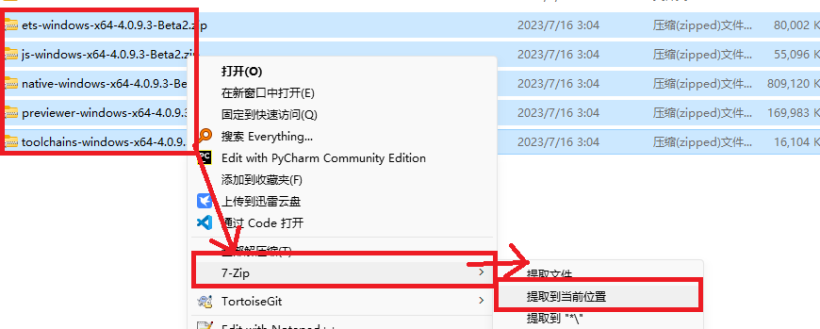 ets-windows-x64-4.0.9.3-Beta2.zip 2023/7/16 3:04 压缩(zipped)文件... 80,002 K
js-windows-x64-4.0.9.3-Beta2.zip 2023/7/16 3:04 压缩(zipped)文件... 55,096 K
native-windows-x64-4.0.9.3-Be 2023/7/16 3:04 压缩(zipped)文件... 809,120 K
previewer-windows-x64-4.0.9.3 2023/7/16 3:04 压缩(zipped)文件... 169,983 K
toolchains-windows-x64-4.0.9. 2023/7/16 3:04 压缩(zipped)文件... 16,104 K
打开(O)
在新窗口中打开(E)
固定到快速访问(Q)
搜索 Everything...
Edit with PyCharm Community Edition
添加到收藏夹(F)
上传到迅雷云盘
通过 Code 打开
全部解压缩(T)
7-Zip
提取文件
提取到当前位置
TortoiseGit
提取到 "*\"
Edit with Notepad++